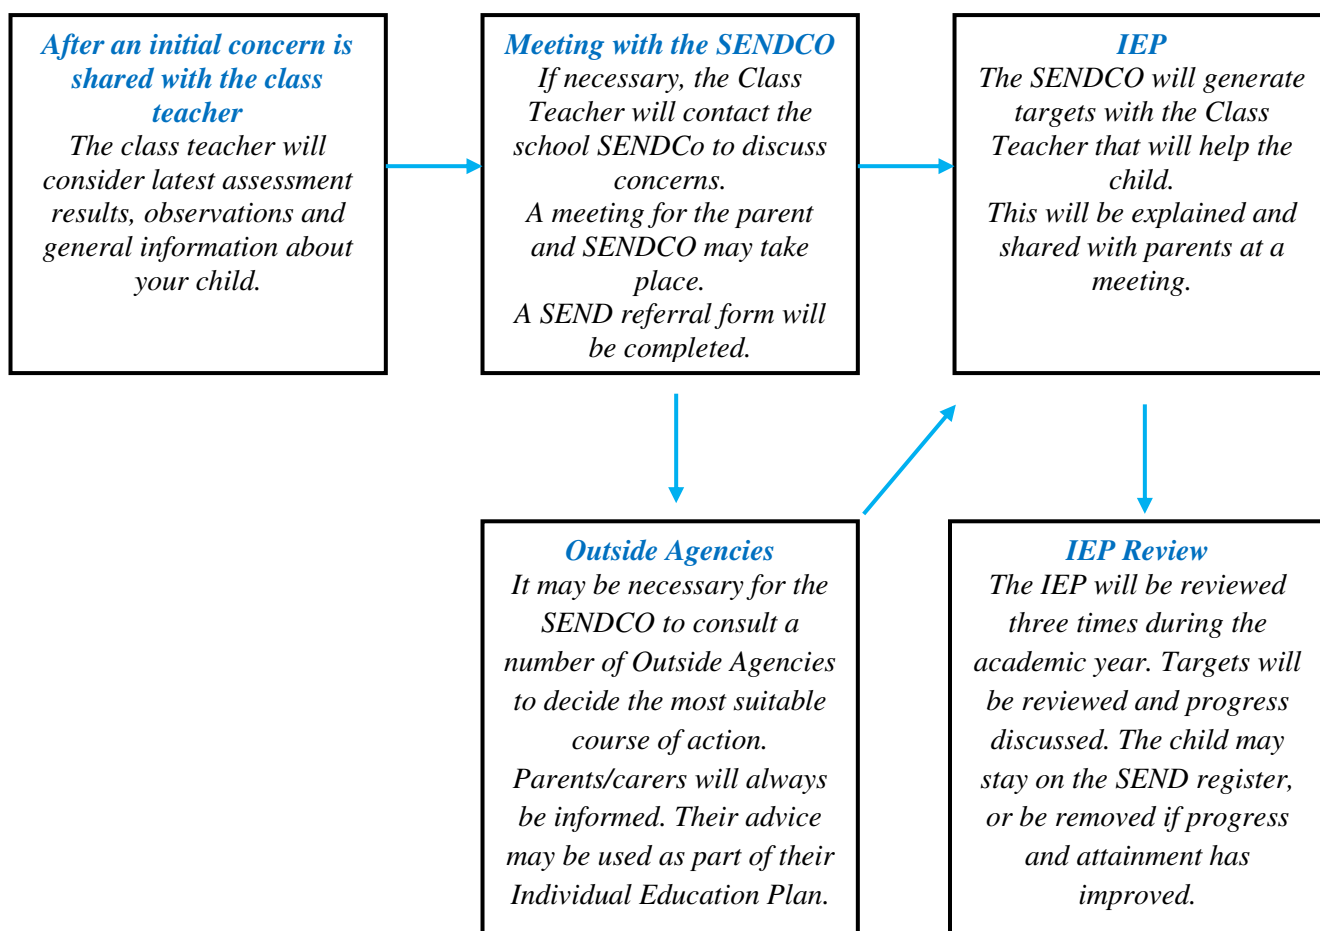 After an initial concern is
shared with the class
teacher
The class teacher will
consider latest assessment
results, observations and
general information about
your child.
Meeting with the SENDCO
If necessary, the Class
Teacher will contact the
school SENDCo to discuss
concerns.
A meeting for the parent
and SENDCO may take
place.
A SEND referral form will
be completed.
IEP
The SENDCO will generate
targets with the Class
Teacher that will help the
child.
This will be explained and
shared with parents at a
meeting.
Outside Agencies
It may be necessary for the
SENDCO to consult a
number of Outside Agencies
to decide the most suitable
course of action.
Parents/carers will always
be informed. Their advice
may be used as part of their
Individual Education Plan.
IEP Review
The IEP will be reviewed
three times during the
academic year. Targets will
be reviewed and progress
discussed. The child may
stay on the SEND register,
or be removed if progress
and attainment has
improved.